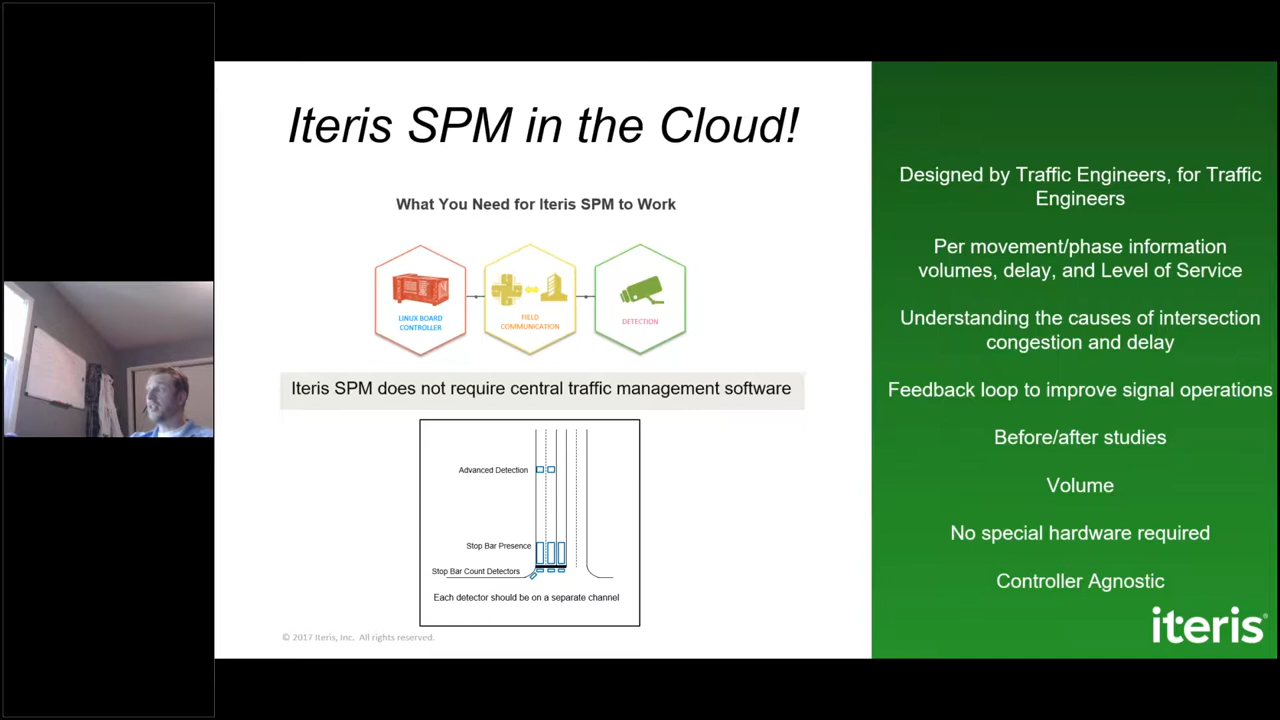 Iteris SPM in the Cloud!
What You Need for Iteris SPM to Work
LINUX BOARD
CONTROLLER
FIELD
COMMUNICATION
DETECTION
Iteris SPM does not require central traffic management software
Advanced Detection
Stop Bar Presence
Stop Bar Count Detectors
Each detector should be on a separate channel
© 2017 Iteris, Inc.  All rights reserved.
Designed by Traffic Engineers, for Traffic
Engineers
Per movement/phase information
volumes, delay, and Level of Service
Understanding the causes of intersection
congestion and delay
Feedback loop to improve signal operations
Before/after studies
Volume
No special hardware required
Controller Agnostic
iteris®